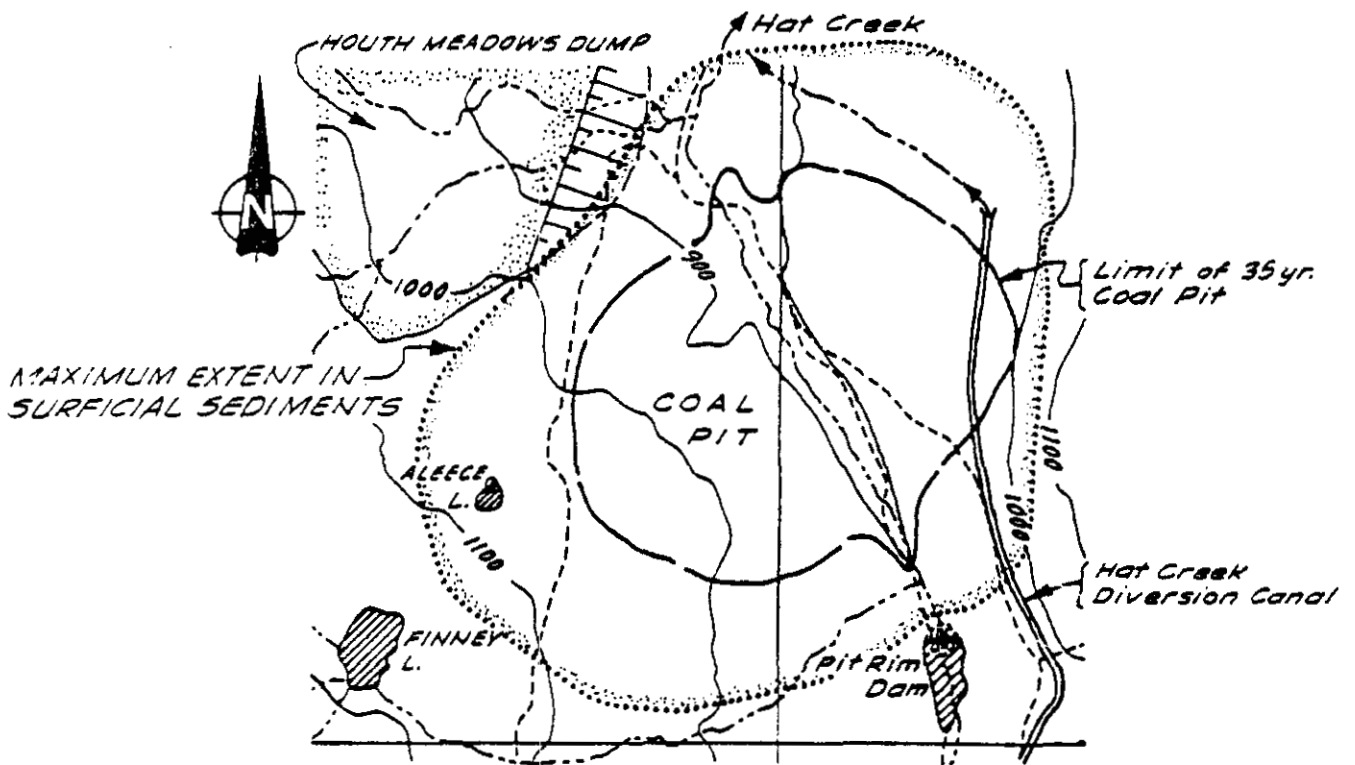 Hat Creek
HOUTH MEADOWS DUMP
N
900
1000
Limit of 35 yr.
Coal Pit
MAXIMUM EXTENT IN
SURFICIAL SEDIMENTS
COAL
PIT
1100
ALEECE
L.
1000
1100
Hat Creek
Diversion Canal
FINNEY
L.
Pit Rim
Dam